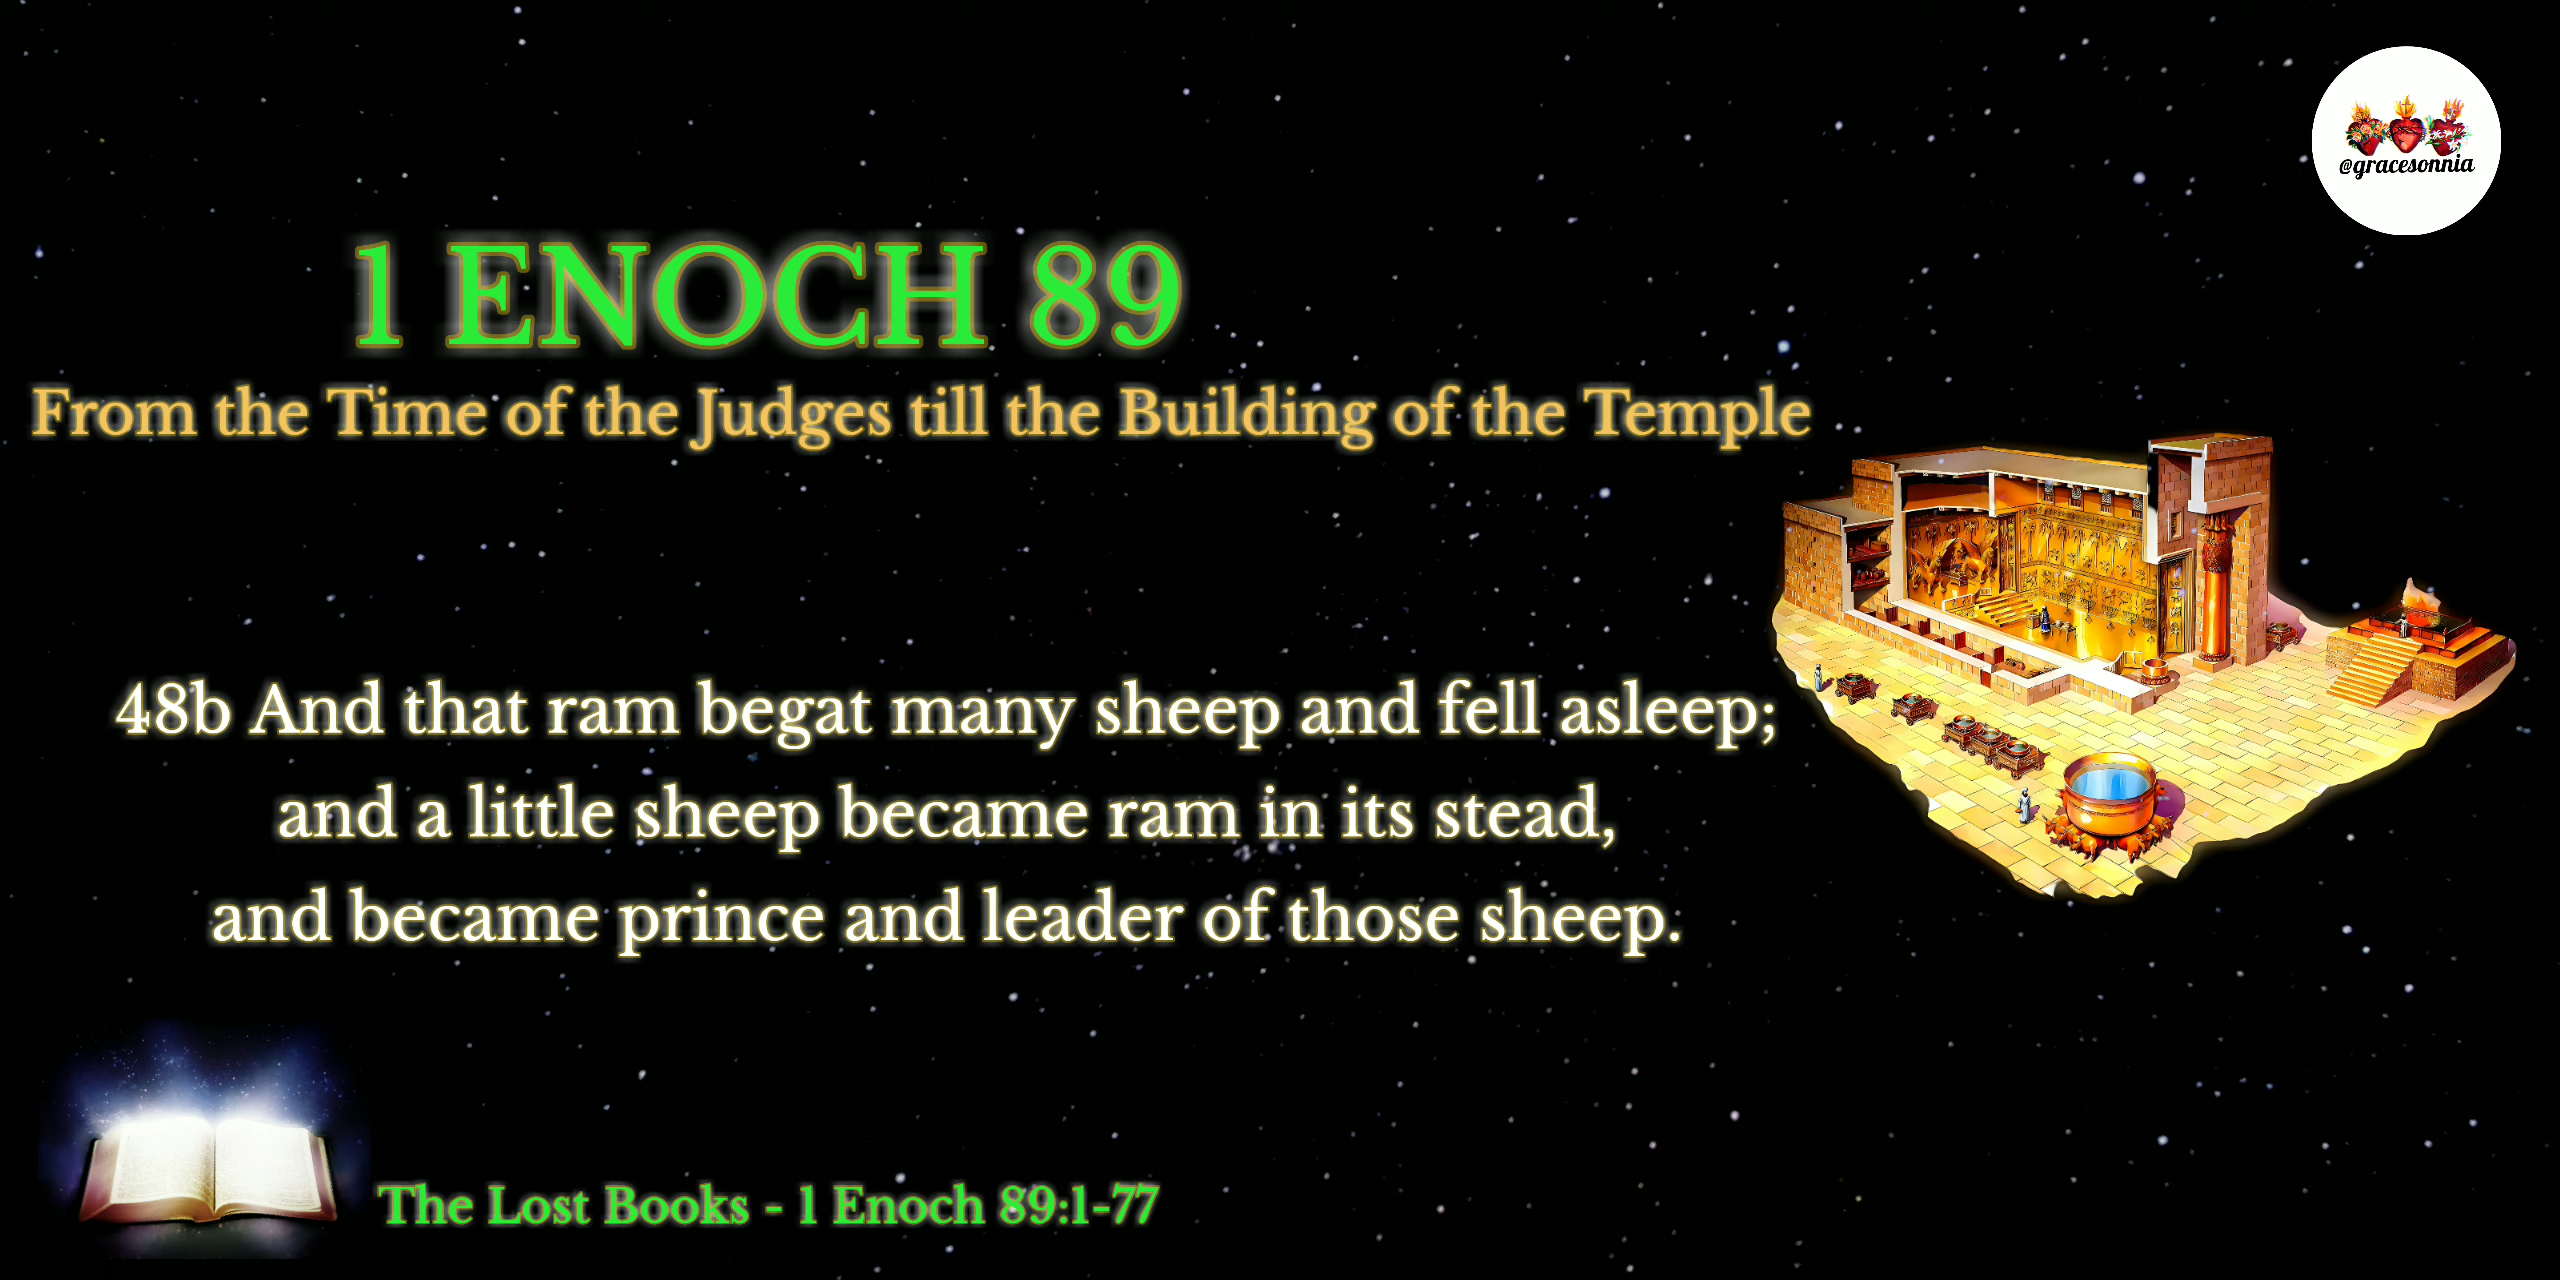 @gracesonnia
1 ENOCH 89
From the Time of the Judges till the Building of the Temple
48b And that ram begat many sheep and fell asleep;
and a little sheep became ram in its stead,
and became prince and leader of those sheep.
The Lost Books - 1 Enoch 89:1-77